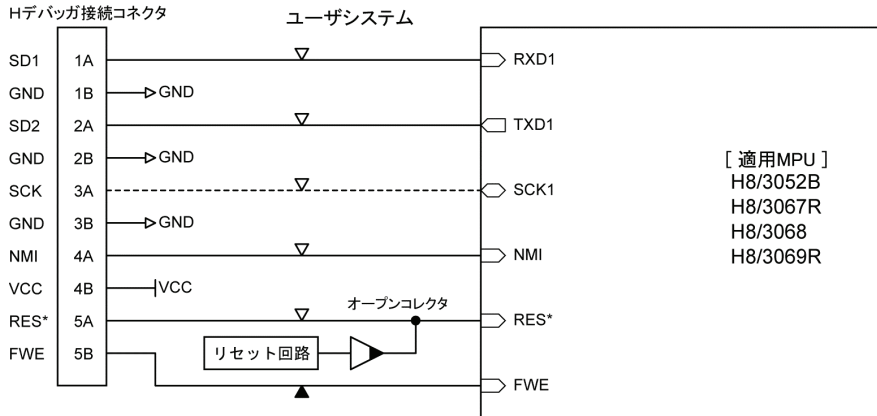 Hデバッガ接続コネクタ
ユーザシステム
SD1 1A RXD1
GND 1B GND
SD2 2A TXD1
GND 2B GND
[ 適用MPU ]
SCK 3A SCK1
H8/3052B
H8/3067R
GND 3B GND
H8/3068
NMI 4A NMI
H8/3069R
VCC 4B VCC
オープンコレクタ
RES* 5A RES*
FWE 5B リセット回路
FWE